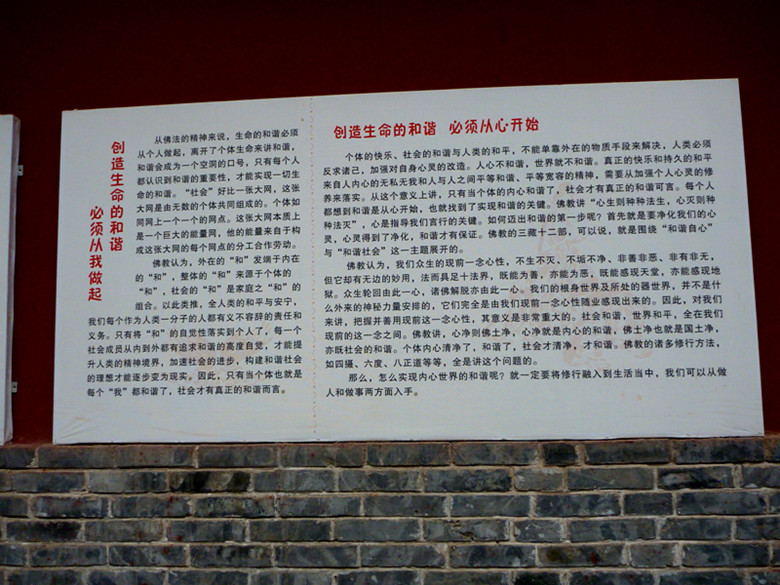 创造生命的和谐
必须从我做起
从佛法的精神来说，生命的和谐必须
从个人做起，离开了个体生命来讲和谐，
和谐会成为一个空洞的口号，只有每个人
都认识到和谐的重要性，才能实现一切生
命的和谐。“社会”好比一张大网，这张
大网是由无数的个体共同组成的。个体如
同网上一个一个的网点。这张大网本质上
是一个巨大的能量网，他的能量来自于构
成这张大网的每个网点的分工合作劳动。
佛教认为，外在的“和”发端于内在
的“和”，整体的“和”来源于个体的
“和”，社会的“和”是家庭之“和”的
组合。以此类推，全人类的和平与安宁，
我们每个作为人类一分子的人都有义不容辞的责任和
义务。只有将“和”的自觉性落实到个人了，每一个
社会成员从内到外都有追求和谐的高度自觉，才能提
升人类的精神境界，加速社会的进步，构建和谐社会
的理想才能逐步变为现实。因此，只有当个体也就是
每个“我”都和谐了，社会才有真正的和谐而言。
创造生命的和谐 必须从心开始
个体的快乐、社会的和谐与人类的和平，不能单靠外在的物质手段来解决，人类必须
反求诸己，加强对自身心灵的改造。人心不和谐，世界就不和谐。真正的快乐和持久的和平
来自人内心的无私无我和人与人之间平等和谐、平等宽容的精神，需要从加强个人心灵的修
养来落实。从这个意义上讲，只有当个体的内心和谐了，社会才有真正的和谐可言。每个人
都想到和谐是从心开始，也就找到了实现和谐的关键。佛教讲“心生则种种法生，心灭则种
种法灭”，心是指导我们言行的关键。如何迈出和谐的第一步呢？首先就是要净化我们的心
灵，心灵得到了净化，和谐才有保证。佛教的三藏十二部，可以说，就是围绕“和谐自心”
与“和谐社会”这一主题展开的。
佛教认为，我们众生的现前一念心性，不生不灭、不垢不净、非善非恶、非有非无，
但它却有无边的妙用，法而具足十法界，既能为善，亦能为恶，既能感现天堂，亦能感现地
狱。众生轮回由此一心，诸佛解脱亦由此一心。我们的根身世界及所处的器世界，并不是什
么外来的神秘力量安排的，它们完全是由我们现前一念心性随业感现出来的。因此，对我们
来讲，把握并善用现前这一念心性，其意义是非常重大的。社会和谐，世界和平，全在我们
现前的这一念之间。佛教讲，心净则佛土净，心净就是内心的和谐，佛土净也就是国土净，
亦既社会的和谐。个体内心清净了，和谐了，社会才清净，才和谐。佛教的诸多修行方法，
如四摄、六度、八正道等等，全是讲这个问题的。
那么，怎么实现内心世界的和谐呢？就一定要将修行融入到生活当中，我们可以从做
人和做事两方面入手。